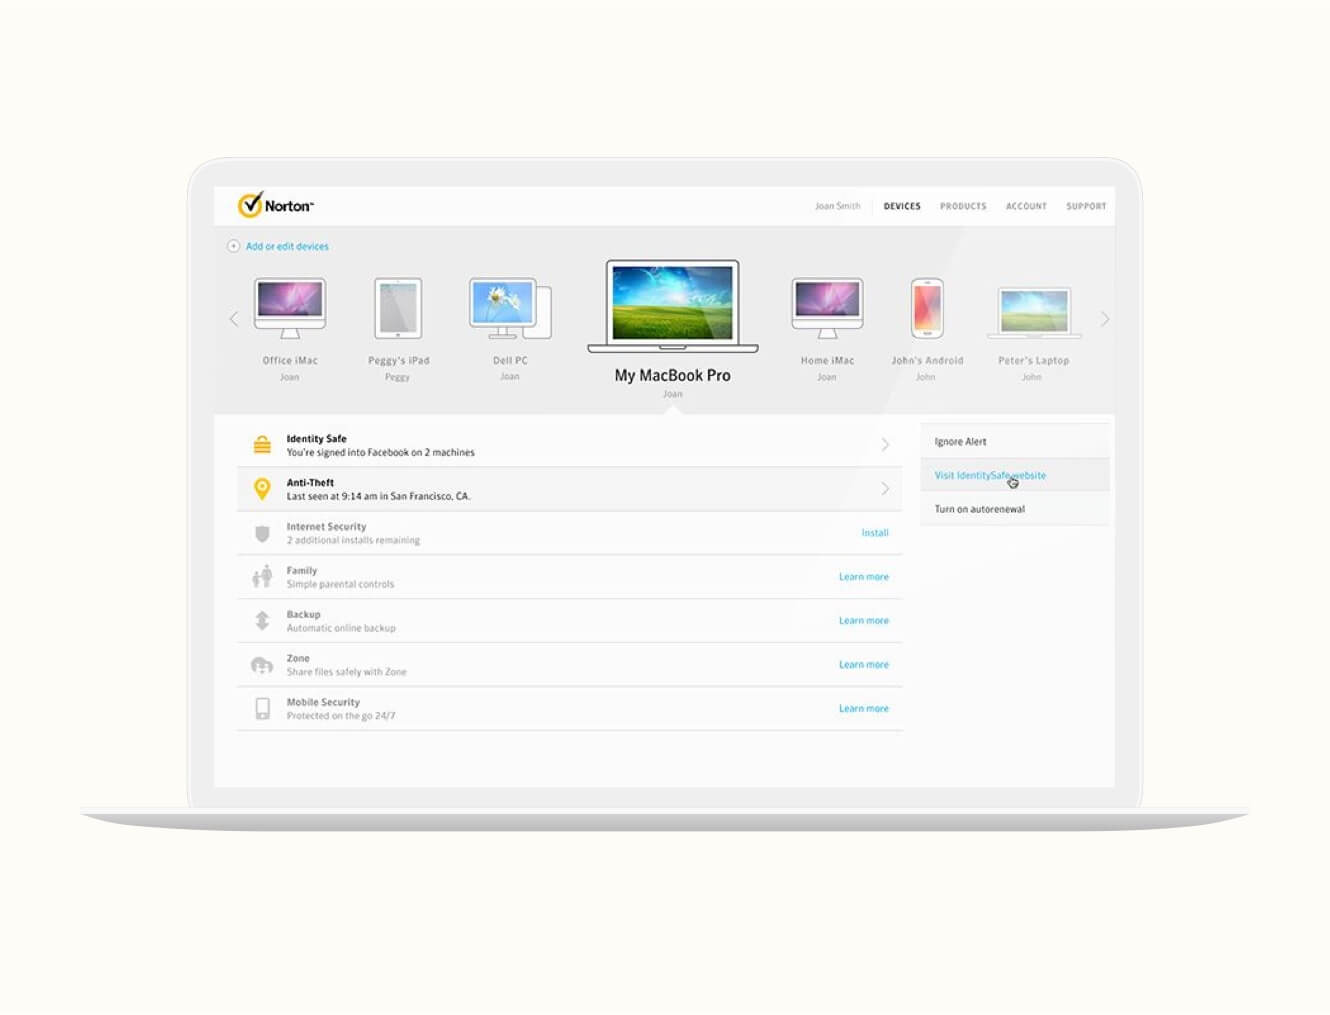 Norton™
Joan Smith DEVICES PRODUCTS ACCOUNT SUPPORT
Add or edit devices
Office iMac
Joan
Peggy's iPad
Peggy
Dell PC
Joan
My MacBook Pro
Joan
Home iMac
Joan
John's Android
John
Peter's Laptop
John
Identity Safe
You're signed into Facebook on 2 machines
Anti-Theft
Last seen at 9:14 am in San Francisco, CA.
Internet Security
2 additional installs remaining
Install
Family
Simple parental controls
Learn more
Backup
Automatic online backup
Learn more
Zone
Share files safely with Zone
Learn more
Mobile Security
Protected on the go 24/7
Learn more
Ignore Alert
Visit IdentitySafe website
Turn on autorenewal